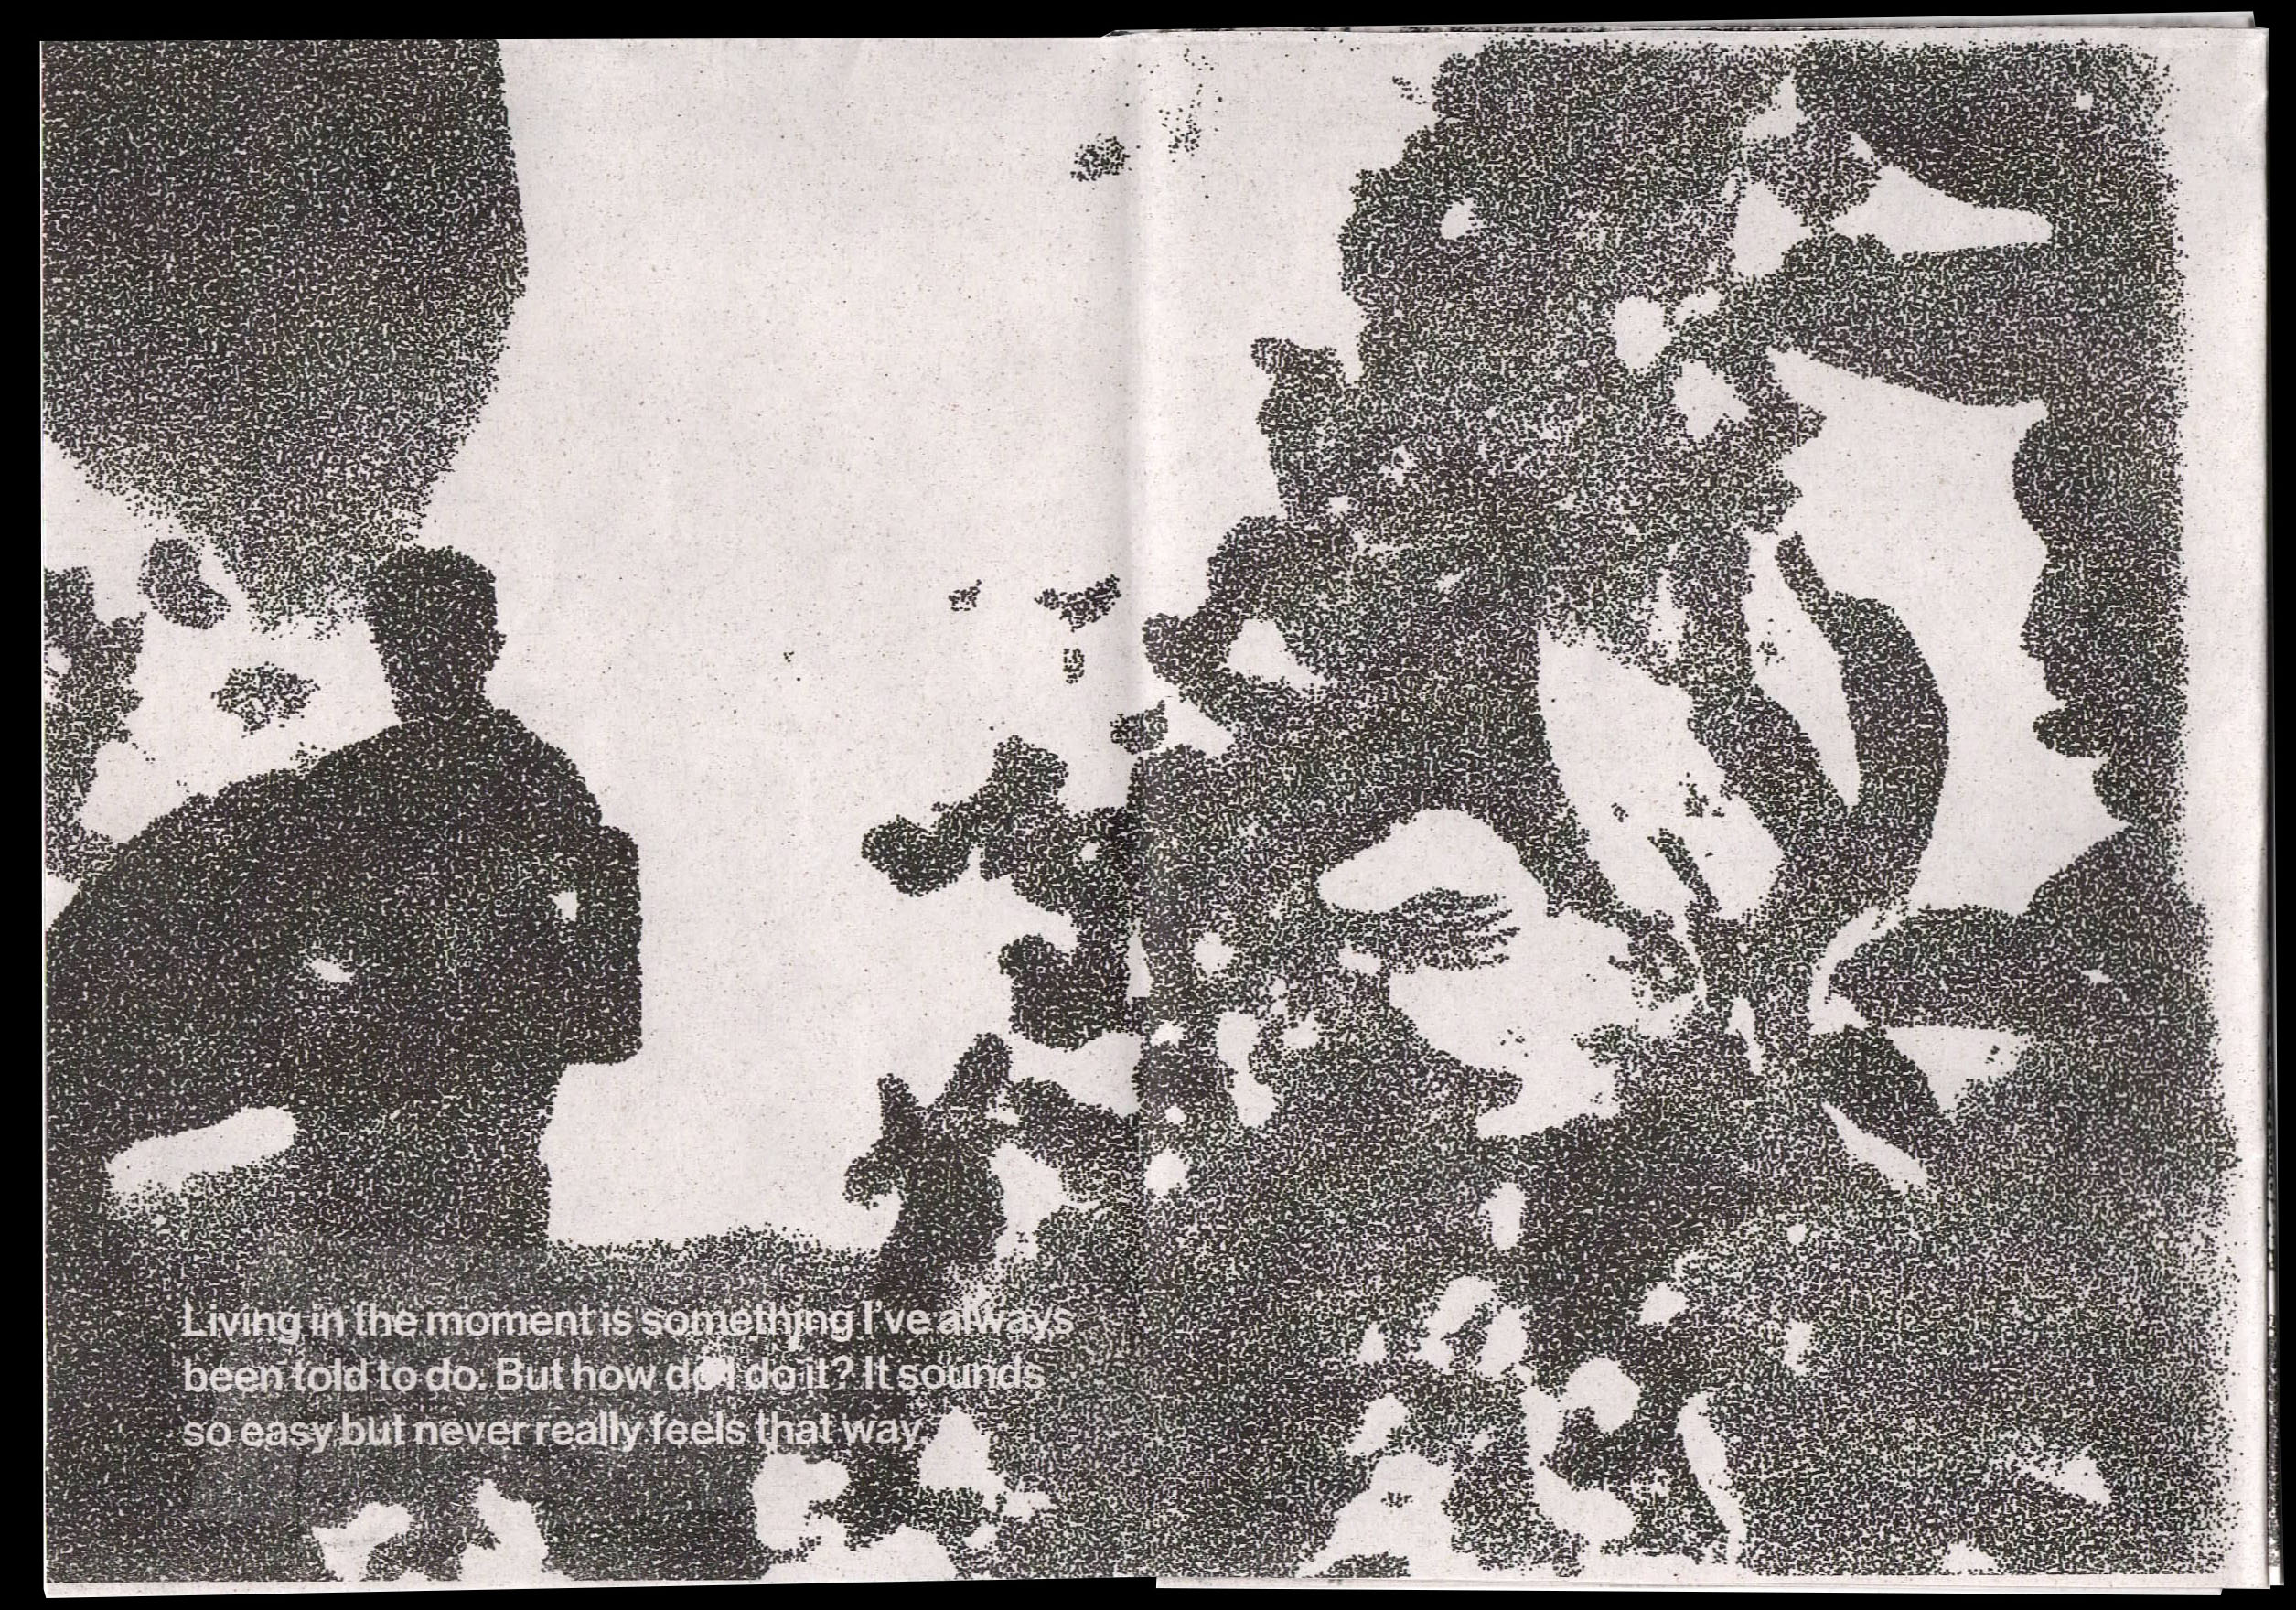 Living in the moment is something I've always
been told to do. But how do I do it? It sounds
so easy but never really feels that way.